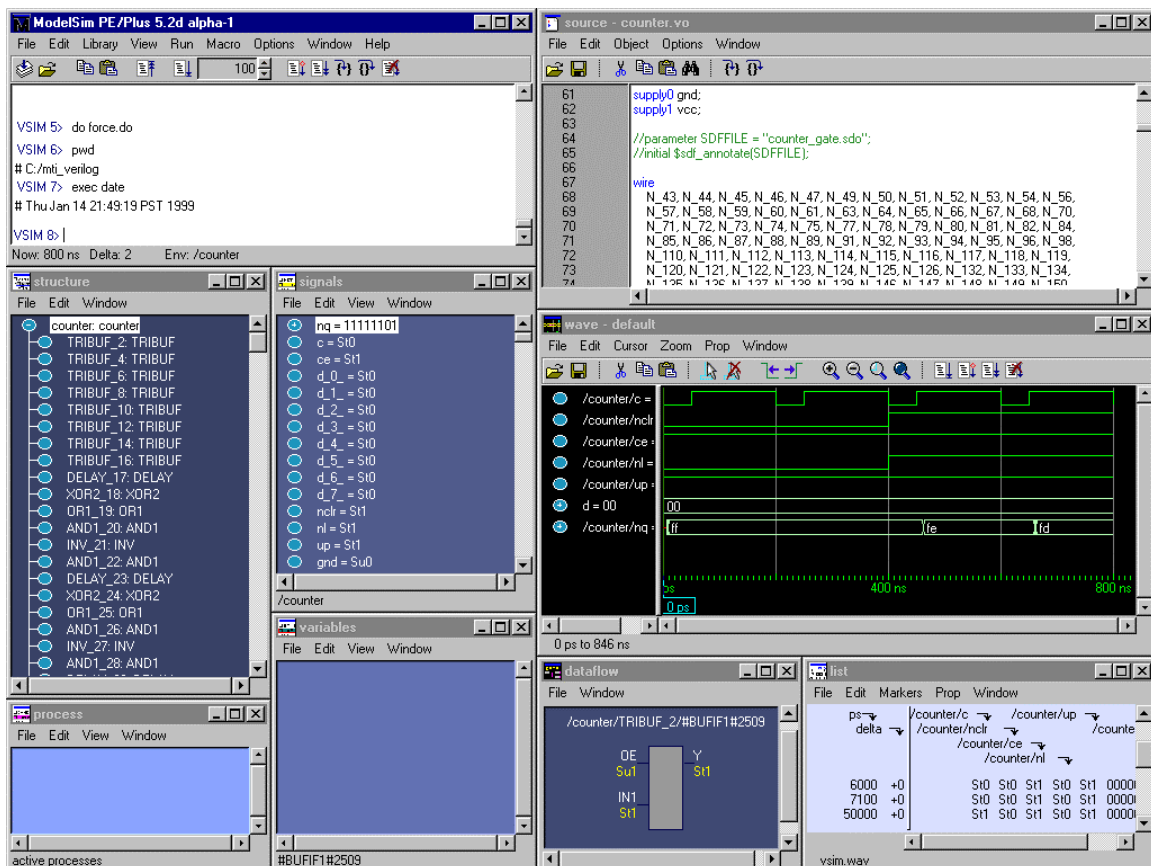 ModelSim PE/Plus 5.2d alpha-1
File Edit Library View Run Macro Options Window Help
100
VSIM 5> do force.do
VSIM 6> pwd
# C:/mti_verilog
VSIM 7> exec date
# Thu Jan 14 21:49:19 PST 1999
VSIM 8>
Now: 800 ns Delta: 2 Env: /counter
source - counter.vo
File Edit Object Options Window
61 supply0 gnd;
62 supply1 vcc;
63
64 //parameter SDFFILE = "counter_gate.sdo";
65 //initial $sdf_annotate(SDFFILE);
66
67 wire
68 N_43, N_44, N_45, N_46, N_47, N_49, N_50, N_51, N_52, N_53, N_54, N_56,
69 N_57, N_58, N_59, N_60, N_61, N_63, N_64, N_65, N_66, N_67, N_68, N_70,
70 N_71, N_72, N_73, N_74, N_75, N_77, N_78, N_79, N_80, N_81, N_82, N_84,
71 N_85, N_86, N_87, N_88, N_89, N_91, N_92, N_93, N_94, N_95, N_96, N_98,
72 N_110, N_111, N_112, N_113, N_114, N_115, N_116, N_117, N_118, N_119,
73 N_120, N_121, N_122, N_123, N_124, N_125, N_126, N_132, N_133, N_134,
74 N_135, N_136, N_137, N_138, N_139, N_146, N_147, N_148, N_149, N_150
structure
File Edit Window
counter: counter
TRIBUF_2: TRIBUF
TRIBUF_4: TRIBUF
TRIBUF_6: TRIBUF
TRIBUF_8: TRIBUF
TRIBUF_10: TRIBUF
TRIBUF_12: TRIBUF
TRIBUF_14: TRIBUF
TRIBUF_16: TRIBUF
DELAY_17: DELAY
XOR2_18: XOR2
OR1_19: OR1
AND1_20: AND1
INV_21: INV
AND1_22: AND1
DELAY_23: DELAY
XOR2_24: XOR2
OR1_25: OR1
AND1_26: AND1
INV_27: INV
AND1_28: AND1
signals
File Edit View Window
nq = 11111101
c = St0
ce = St1
d_0_ = St0
d_1_ = St0
d_2_ = St0
d_3_ = St0
d_4_ = St0
d_5_ = St0
d_6_ = St0
d_7_ = St0
nclr = St1
nl = St1
up = St1
gnd = Su0
/counter
wave - default
File Edit Cursor Zoom Prop Window
/counter/c =
/counter/nclr
/counter/ce =
/counter/nl =
/counter/up =
d = 00 00
/counter/nq = ff fe fd
ps 400 ns 800 ns
0 ps
0 ps to 846 ns
process
File Edit View Window
active processes
variables
File Edit View Window
#BUFIF1#2509
dataflow
File Window
/counter/TRIBUF_2/#BUFIF1#2509
OE Y
Su1 St1
IN1
St1
list
File Edit Markers Prop Window
ps /counter/c /counter/up
delta /counter/nclr /counte
/counter/ce
/counter/nl
6000 +0 St0 St0 St1 St0 St1 0000
7100 +0 St0 St0 St1 St0 St1 0000
50000 +0 St1 St0 St1 St0 St1 0000
vsim.wav